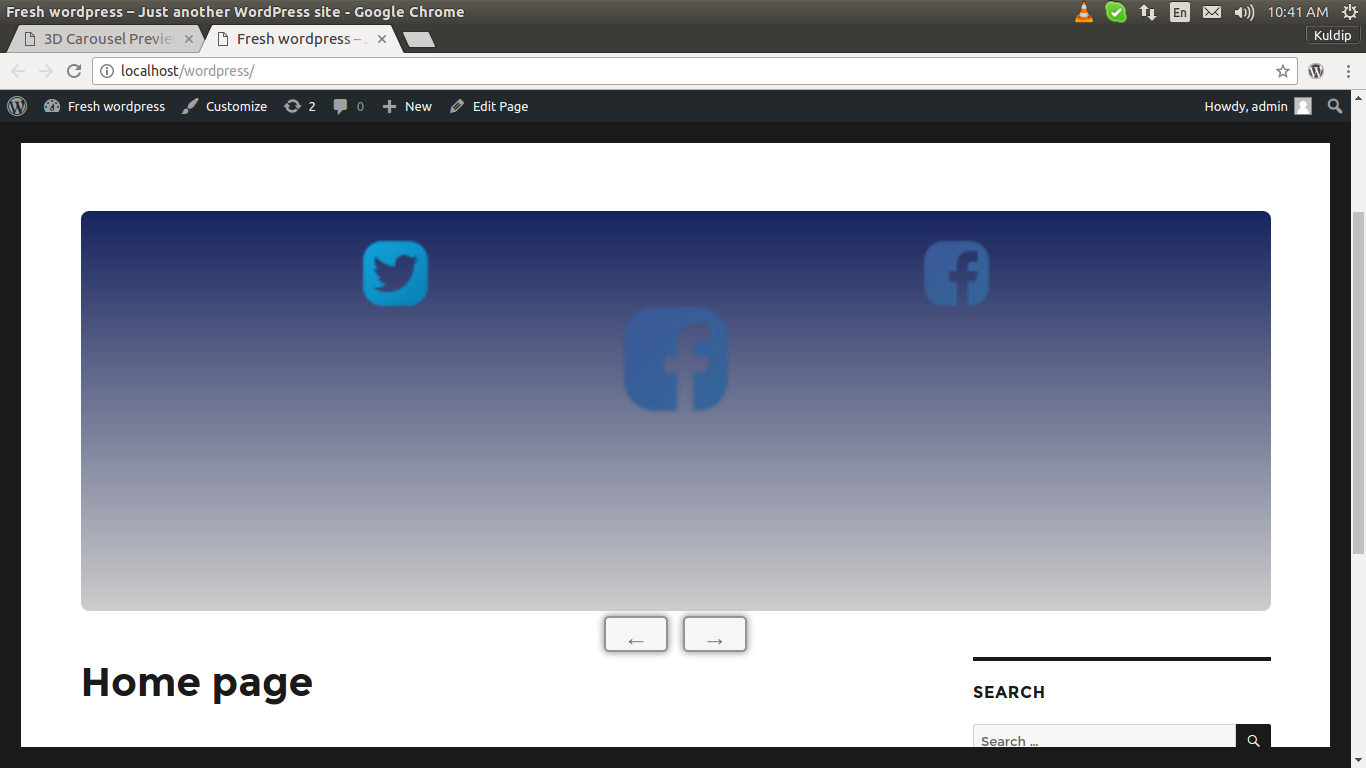 Fresh wordpress – Just another WordPress site - Google Chrome
En
10:41 AM
3D Carousel Preview
Fresh wordpress –
Kuldip
localhost/wordpress/
Fresh wordpress
Customize
2
0
New
Edit Page
Howdy, admin
← →
Home page
SEARCH
Search …